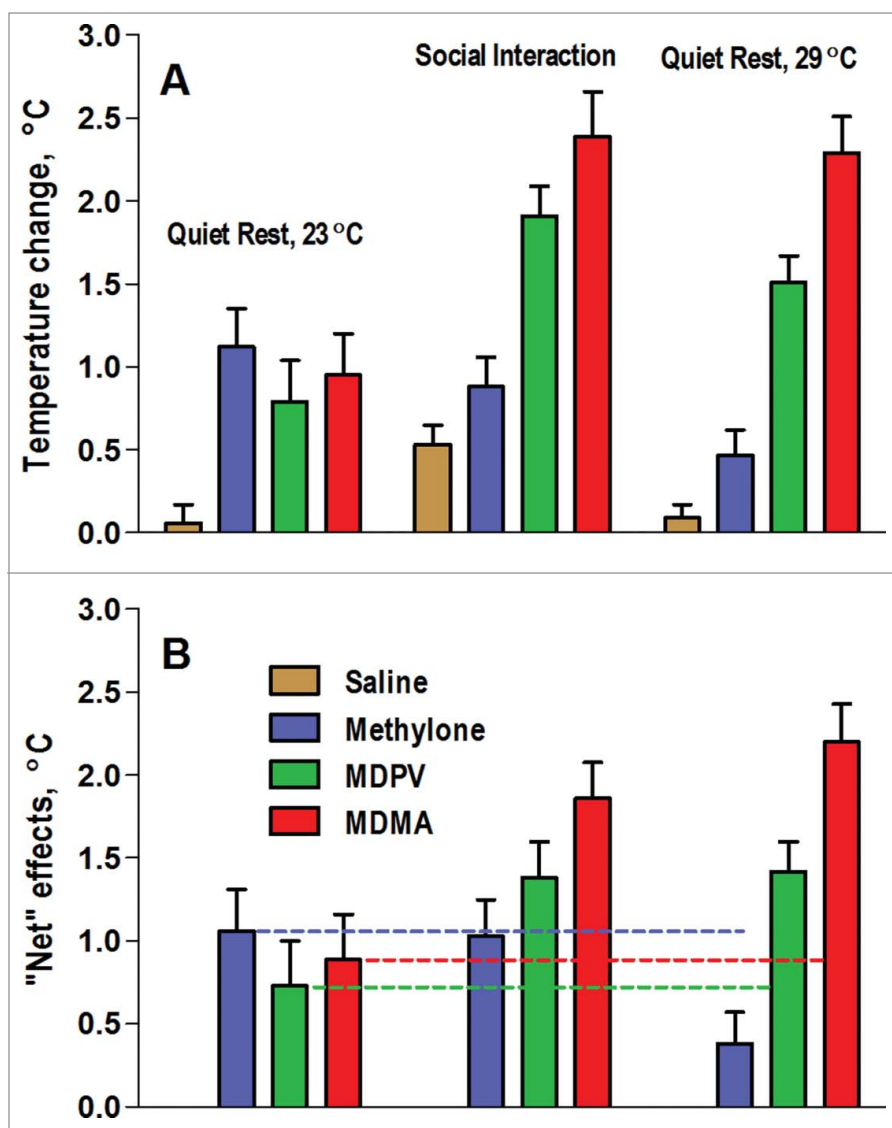 3.0
2.5
2.0
1.5
1.0
0.5
0.0
Temperature change, °C
A
Quiet Rest, 23 °C
Social Interaction
Quiet Rest, 29 °C
3.0
2.5
2.0
1.5
1.0
0.5
0.0
"Net" effects, °C
B
Saline
Methylone
MDPV
MDMA